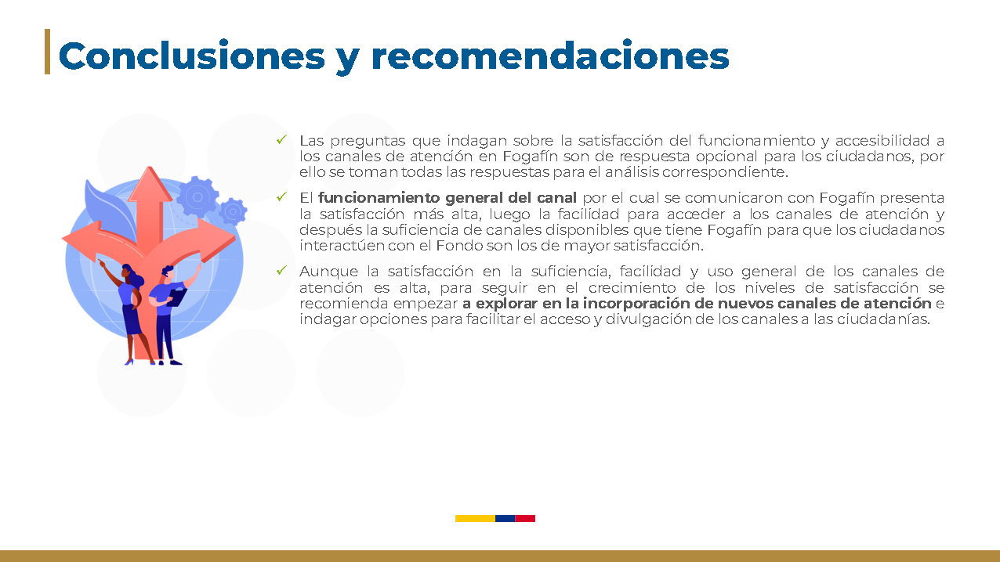 Conclusiones y recomendaciones
✓ Las preguntas que indagan sobre la satisfacción del funcionamiento y accesibilidad a
los canales de atención en Fogafín son de respuesta opcional para los ciudadanos, por
ello se toman todas las respuestas para el análisis correspondiente.
✓ El funcionamiento general del canal por el cual se comunicaron con Fogafín presenta
la satisfacción más alta, luego la facilidad para acceder a los canales de atención y
después la suficiencia de canales disponibles que tiene Fogafín para que los ciudadanos
interactúen con el Fondo son los de mayor satisfacción.
✓ Aunque la satisfacción en la suficiencia, facilidad y uso general de los canales de
atención es alta, para seguir en el crecimiento de los niveles de satisfacción se
recomienda empezar a explorar en la incorporación de nuevos canales de atención e
indagar opciones para facilitar el acceso y divulgación de los canales a las ciudadanías.